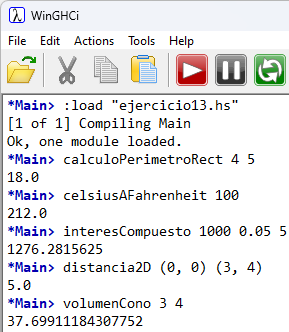 WinGHCi
File Edit Actions Tools Help
*Main> :load "ejercicio13.hs"
[1 of 1] Compiling Main
Ok, one module loaded.
*Main> calculoPerimetroRect 4 5
18.0
*Main> celsiusAFahrenheit 100
212.0
*Main> interesCompuesto 1000 0.05 5
1276.2815625
*Main> distancia2D (0, 0) (3, 4)
5.0
*Main> volumenCono 3 4
37.69911184307752